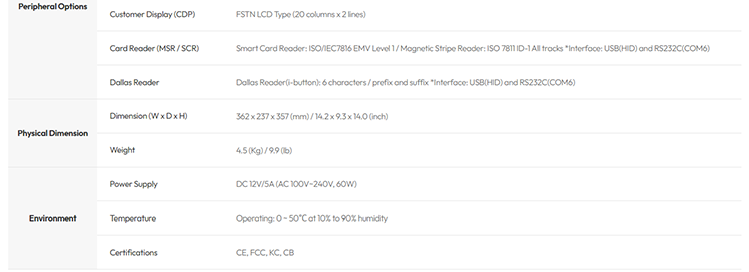 Peripheral Options
Customer Display (CDP) FSTN LCD Type (20 columns x 2 lines)
Card Reader (MSR / SCR) Smart Card Reader: ISO/IEC7816 EMV Level 1 / Magnetic Stripe Reader: ISO 7811 ID-1 All tracks *Interface: USB(HID) and RS232C(COM6)
Dallas Reader Dallas Reader(i-button): 6 characters / prefix and suffix *Interface: USB(HID) and RS232C(COM6)
Physical Dimension
Dimension (W x D x H) 362 x 237 x 357 (mm) / 14.2 x 9.3 x 14.0 (inch)
Weight 4.5 (Kg) / 9.9 (lb)
Environment
Power Supply DC 12V/5A (AC 100V~240V, 60W)
Temperature Operating: 0 ~ 50˚C at 10% to 90% humidity
Certifications CE, FCC, KC, CB